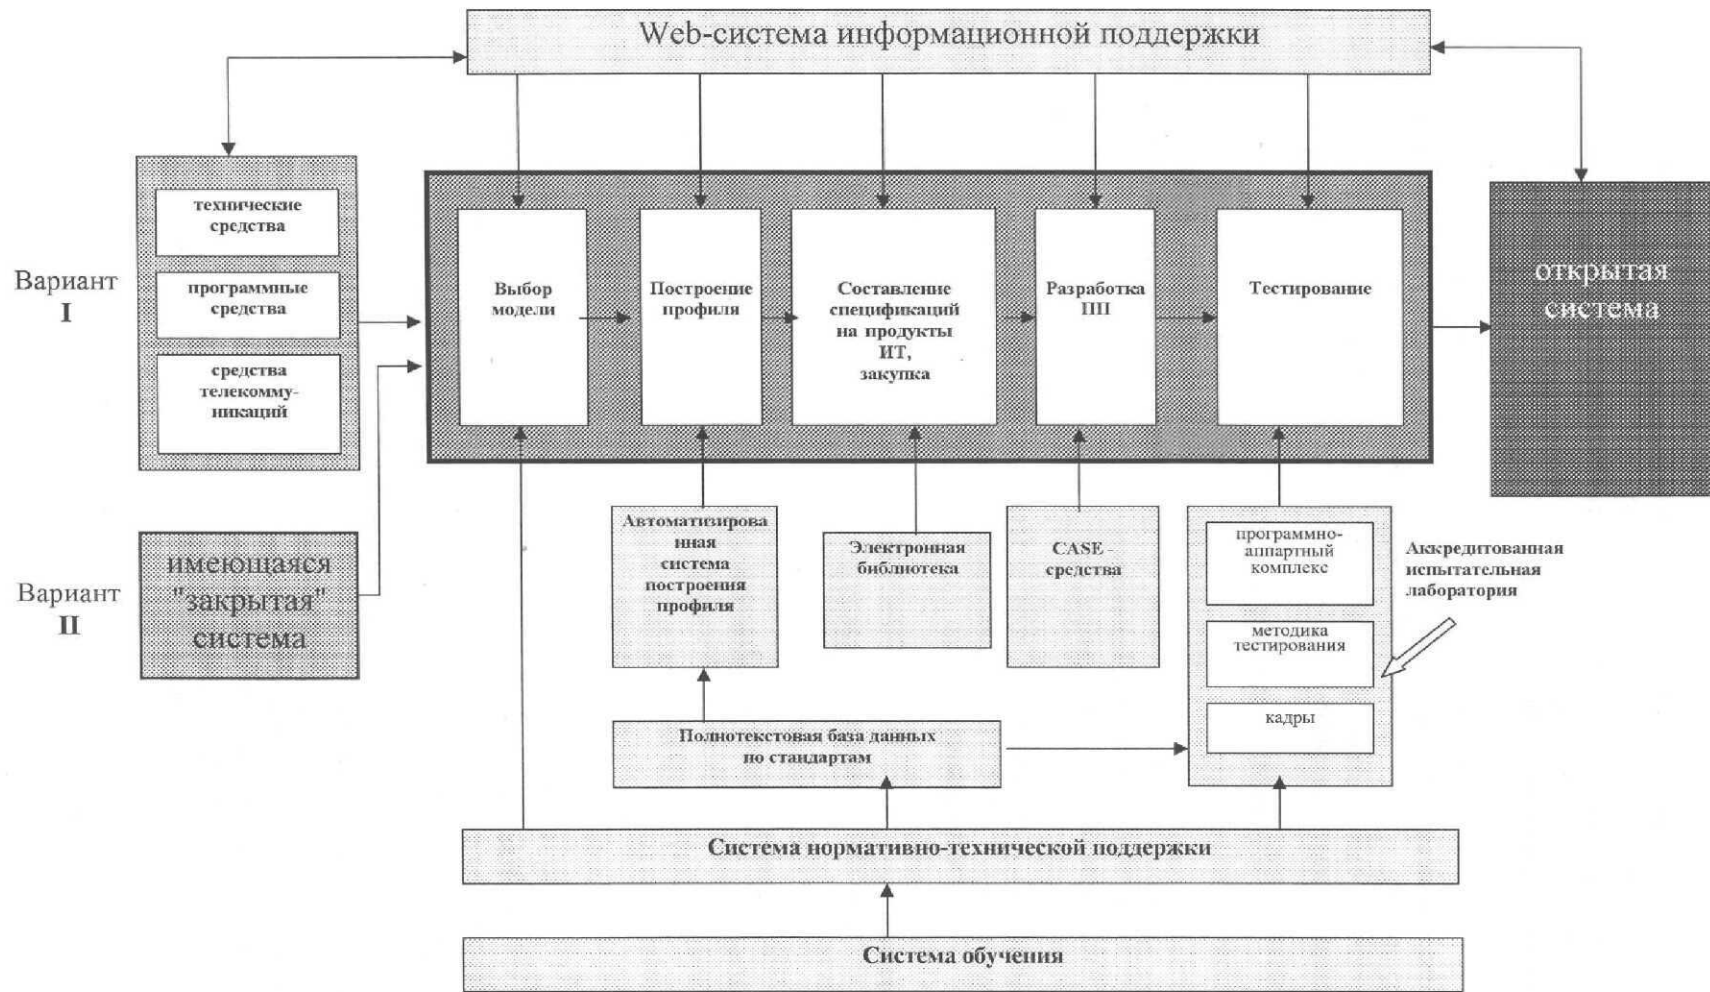 Web-система информационной поддержки
Вариант
I
технические
средства
программные
средства
средства
телекомму-
никаций
Выбор
модели
Построение
профиля
Составление
спецификаций
на продукты
ИТ,
закупка
Разработка
ПП
Тестирование
открытая
система
Вариант
II
имеющаяся
"закрытая"
система
Автоматизирова
нная
система
построения
профиля
Электронная
библиотека
CASE -
средства
программно-
аппартный
комплекс
методика
тестирования
кадры
Аккредитованная
испытательная
лаборатория
Полнотекстовая база данных
по стандартам
Система нормативно-технической поддержки
Система обучения